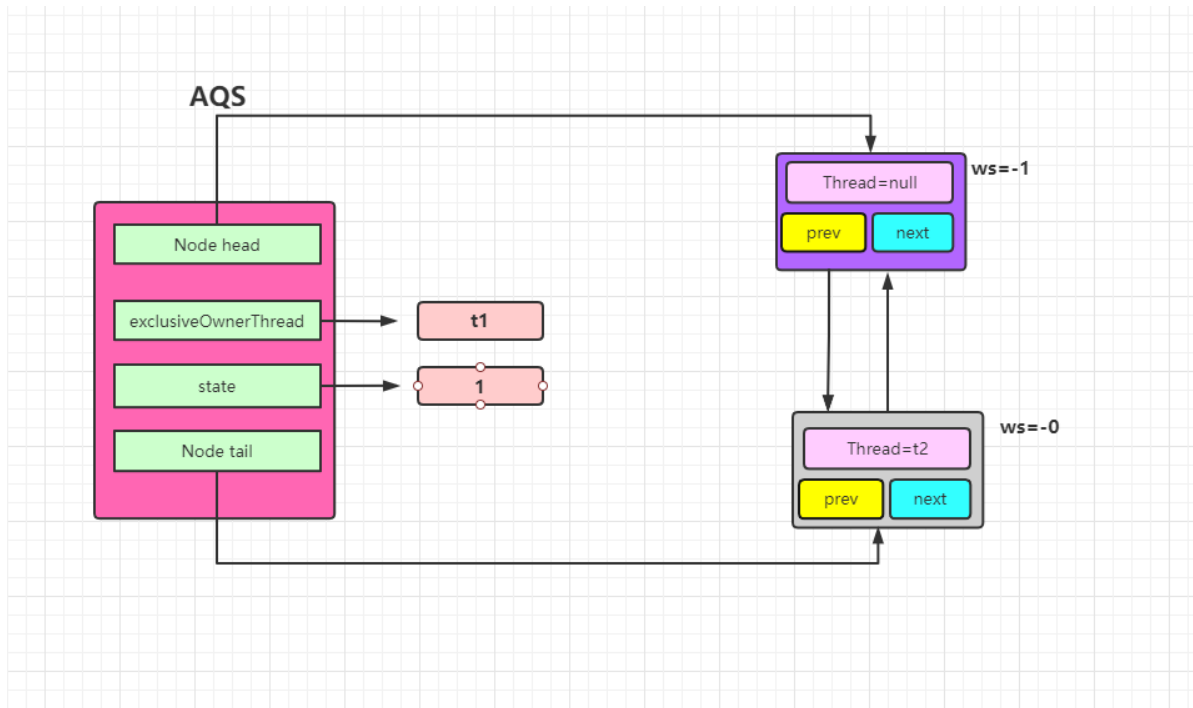 AQS
Node head
exclusiveOwnerThread
state
Node tail
t1
1
Thread=null
prev
next
ws=-1
Thread=t2
prev
next
ws=-0